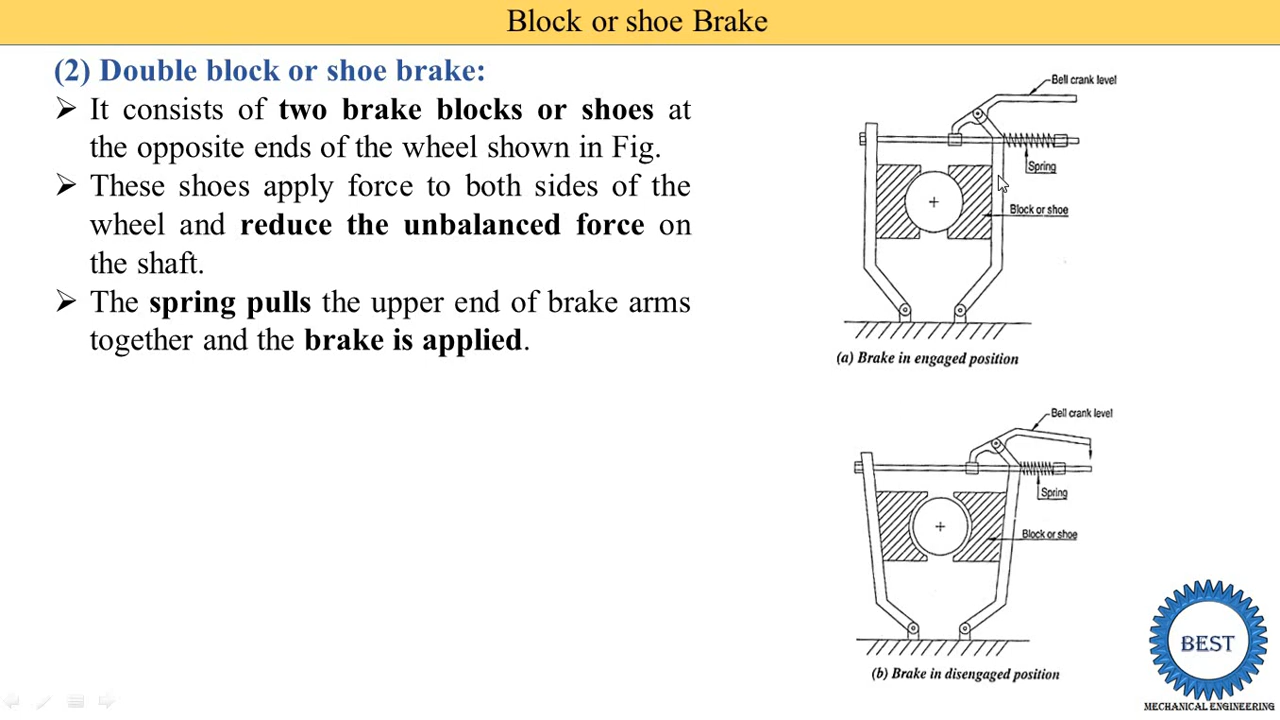 Block or shoe Brake
(2) Double block or shoe brake:
➢ It consists of two brake blocks or shoes at
the opposite ends of the wheel shown in Fig.
➢ These shoes apply force to both sides of the
wheel and reduce the unbalanced force on
the shaft.
➢ The spring pulls the upper end of brake arms
together and the brake is applied.
Bell crank level
Spring
Block or shoe
(a) Brake in engaged position
Bell crank level
Spring
Block or shoe
(b) Brake in disengaged position
BEST
MECHANICAL ENGINEERING